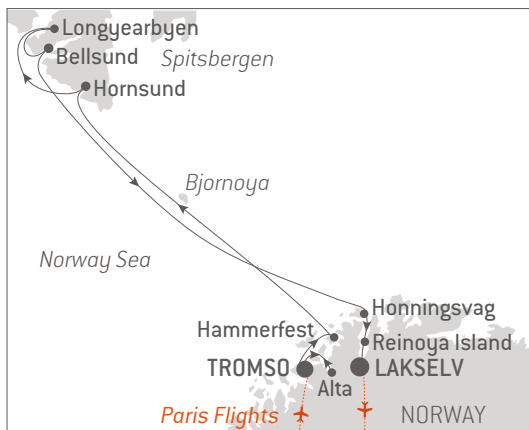 Longyearbyen
Bellsund
Spitsbergen
Hornsund
Bjornoya
Norway Sea
Honningsvag
Hammerfest
Reinoya Island
TROMSO
LAKSELV
Alta
Paris Flights
NORWAY